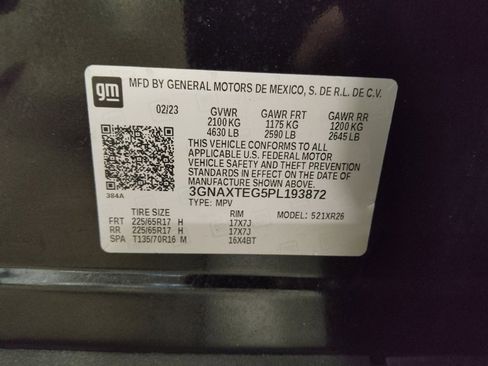 gm
MFD BY GENERAL MOTORS DE MEXICO, S. DE R.L. DE C.V.
02/23 GVWR GAWR FRT GAWR RR
2100 KG 1175 KG 1200 KG
4630 LB 2590 LB 2645 LB
THIS VEHICLE CONFORMS TO ALL
APPLICABLE U.S. FEDERAL MOTOR
VEHICLE SAFETY AND THEFT PREVENTION
STANDARDS IN EFFECT ON THE DATE OF
MANUFACTURE SHOWN ABOVE.
384A 3GNAXTEG5PL193872
TYPE: MPV
TIRE SIZE RIM MODEL: 521XR26
FRT 225/65R17 H 17X7J
RR 225/65R17 H 17X7J
SPA T135/70R16 M 16X4BT